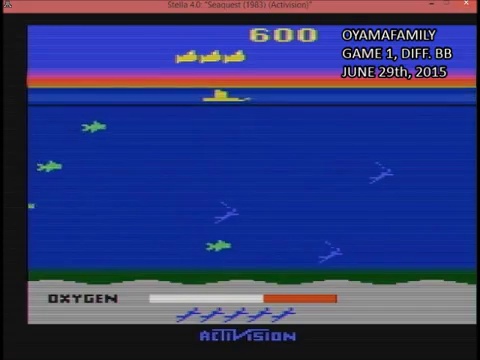 Stella 4.0: "Seaquest (1983) (Activision)"
600
OYAMAFAMILY
GAME 1, DIFF. BB
JUNE 29th, 2015
OXYGEN
ACTIVISION